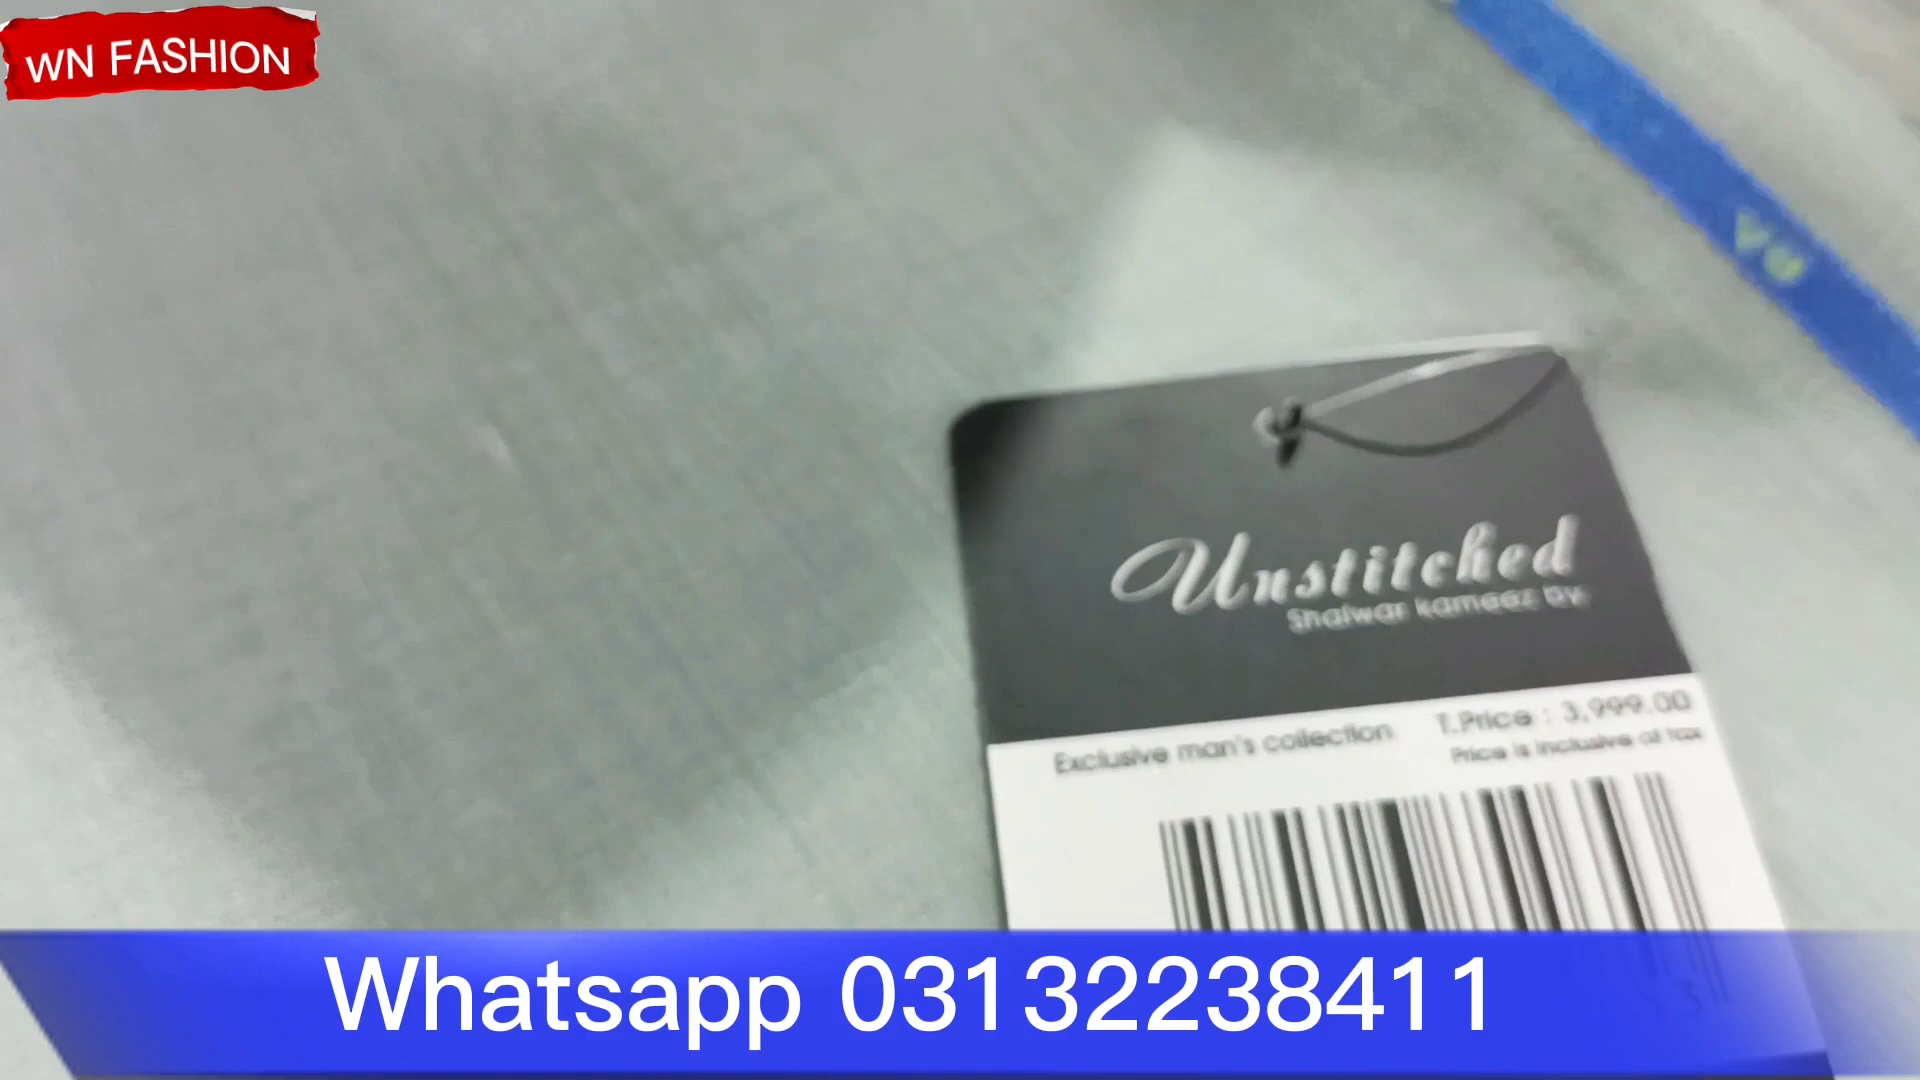 WN FASHION
Unstitched
Shalwar kameez by
Exclusive man's collection
T.Price : 3,999.00
Price is inclusive of tax
Whatsapp 03132238411